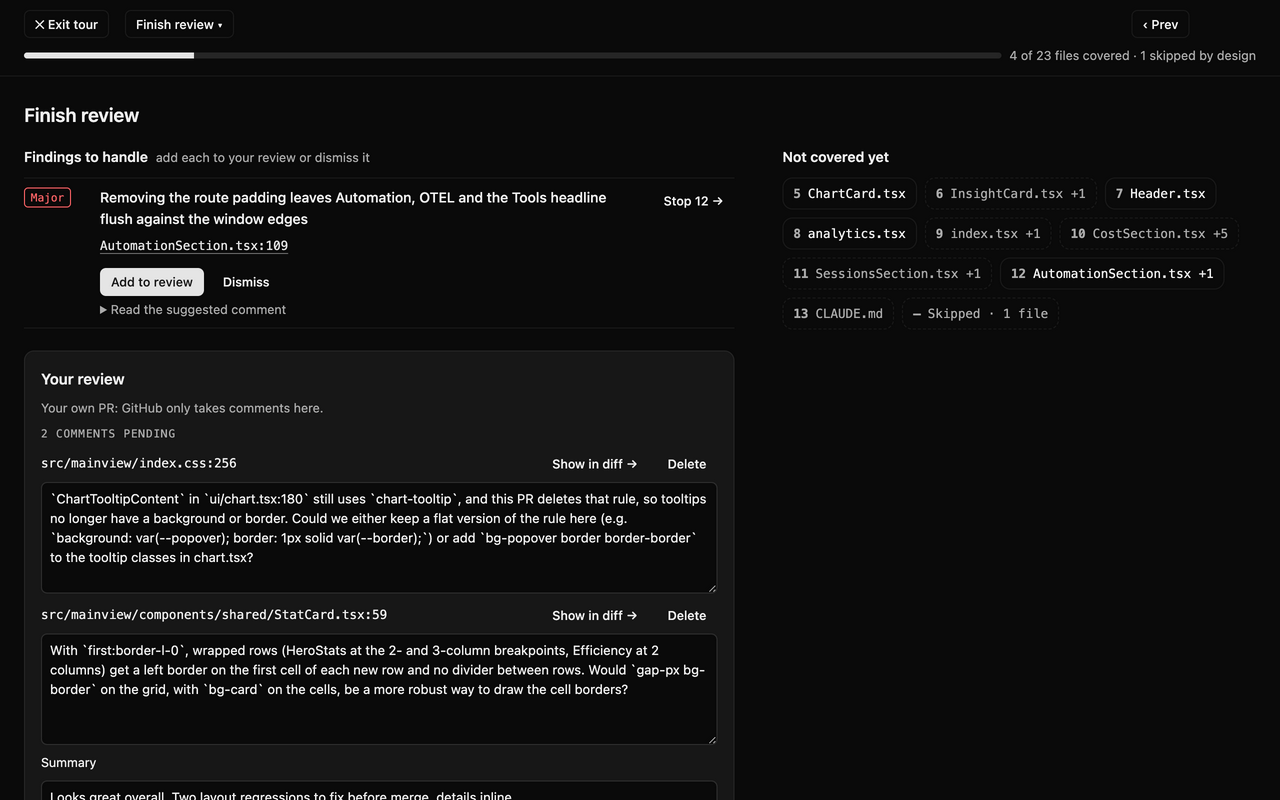 ✕ Exit tour
Finish review ▾
‹ Prev
4 of 23 files covered · 1 skipped by design
Finish review
Findings to handle add each to your review or dismiss it
Major
Removing the route padding leaves Automation, OTEL and the Tools headline
flush against the window edges
Stop 12 →
AutomationSection.tsx:109
Add to review
Dismiss
▶ Read the suggested comment
Not covered yet
5 ChartCard.tsx
6 InsightCard.tsx +1
7 Header.tsx
8 analytics.tsx
9 index.tsx +1
10 CostSection.tsx +5
11 SessionsSection.tsx +1
12 AutomationSection.tsx +1
13 CLAUDE.md
— Skipped · 1 file
Your review
Your own PR: GitHub only takes comments here.
2 COMMENTS PENDING
src/mainview/index.css:256
Show in diff →
Delete
`ChartTooltipContent` in `ui/chart.tsx:180` still uses `chart-tooltip`, and this PR deletes that rule, so tooltips
no longer have a background or border. Could we either keep a flat version of the rule here (e.g.
`background: var(--popover); border: 1px solid var(--border);`) or add `bg-popover border border-border`
to the tooltip classes in chart.tsx?
src/mainview/components/shared/StatCard.tsx:59
Show in diff →
Delete
With `first:border-l-0`, wrapped rows (HeroStats at the 2- and 3-column breakpoints, Efficiency at 2
columns) get a left border on the first cell of each new row and no divider between rows. Would `gap-px bg-
border` on the grid, with `bg-card` on the cells, be a more robust way to draw the cell borders?
Summary
Looks great overall. Two layout regressions to fix before merge, details inline.